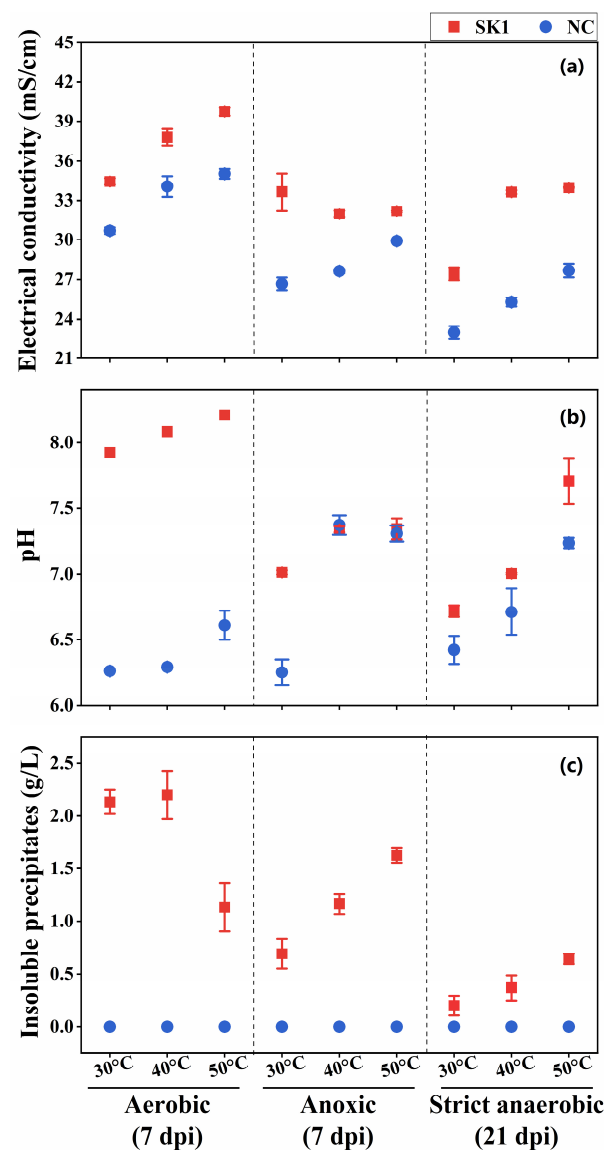 SK1 NC
45
42
39
36
33
30
27
24
21
Electrical conductivity (mS/cm)
(a)
8.0
7.5
7.0
6.5
6.0
pH
(b)
2.5
2.0
1.5
1.0
0.5
0.0
Insoluble precipitates (g/L)
(c)
30°C 40°C 50°C 30°C 40°C 50°C 30°C 40°C 50°C
Aerobic Anoxic Strict anaerobic
(7 dpi) (7 dpi) (21 dpi)